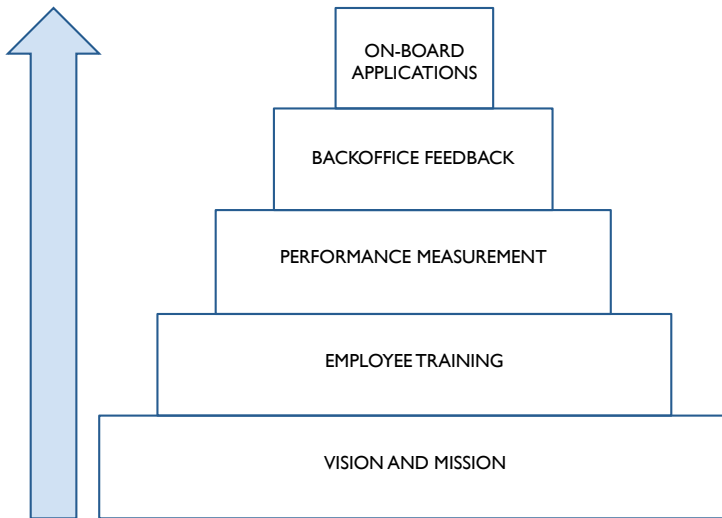 ON-BOARD
APPLICATIONS
BACKOFFICE FEEDBACK
PERFORMANCE MEASUREMENT
EMPLOYEE TRAINING
VISION AND MISSION